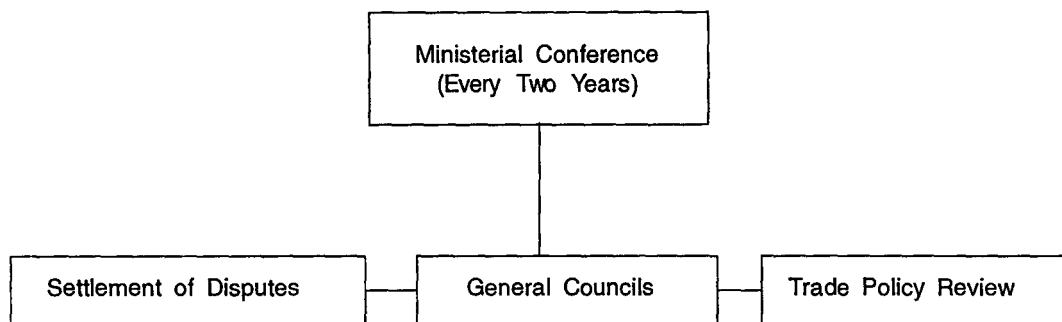 Ministerial Conference
(Every Two Years)
Settlement of Disputes
General Councils
Trade Policy Review